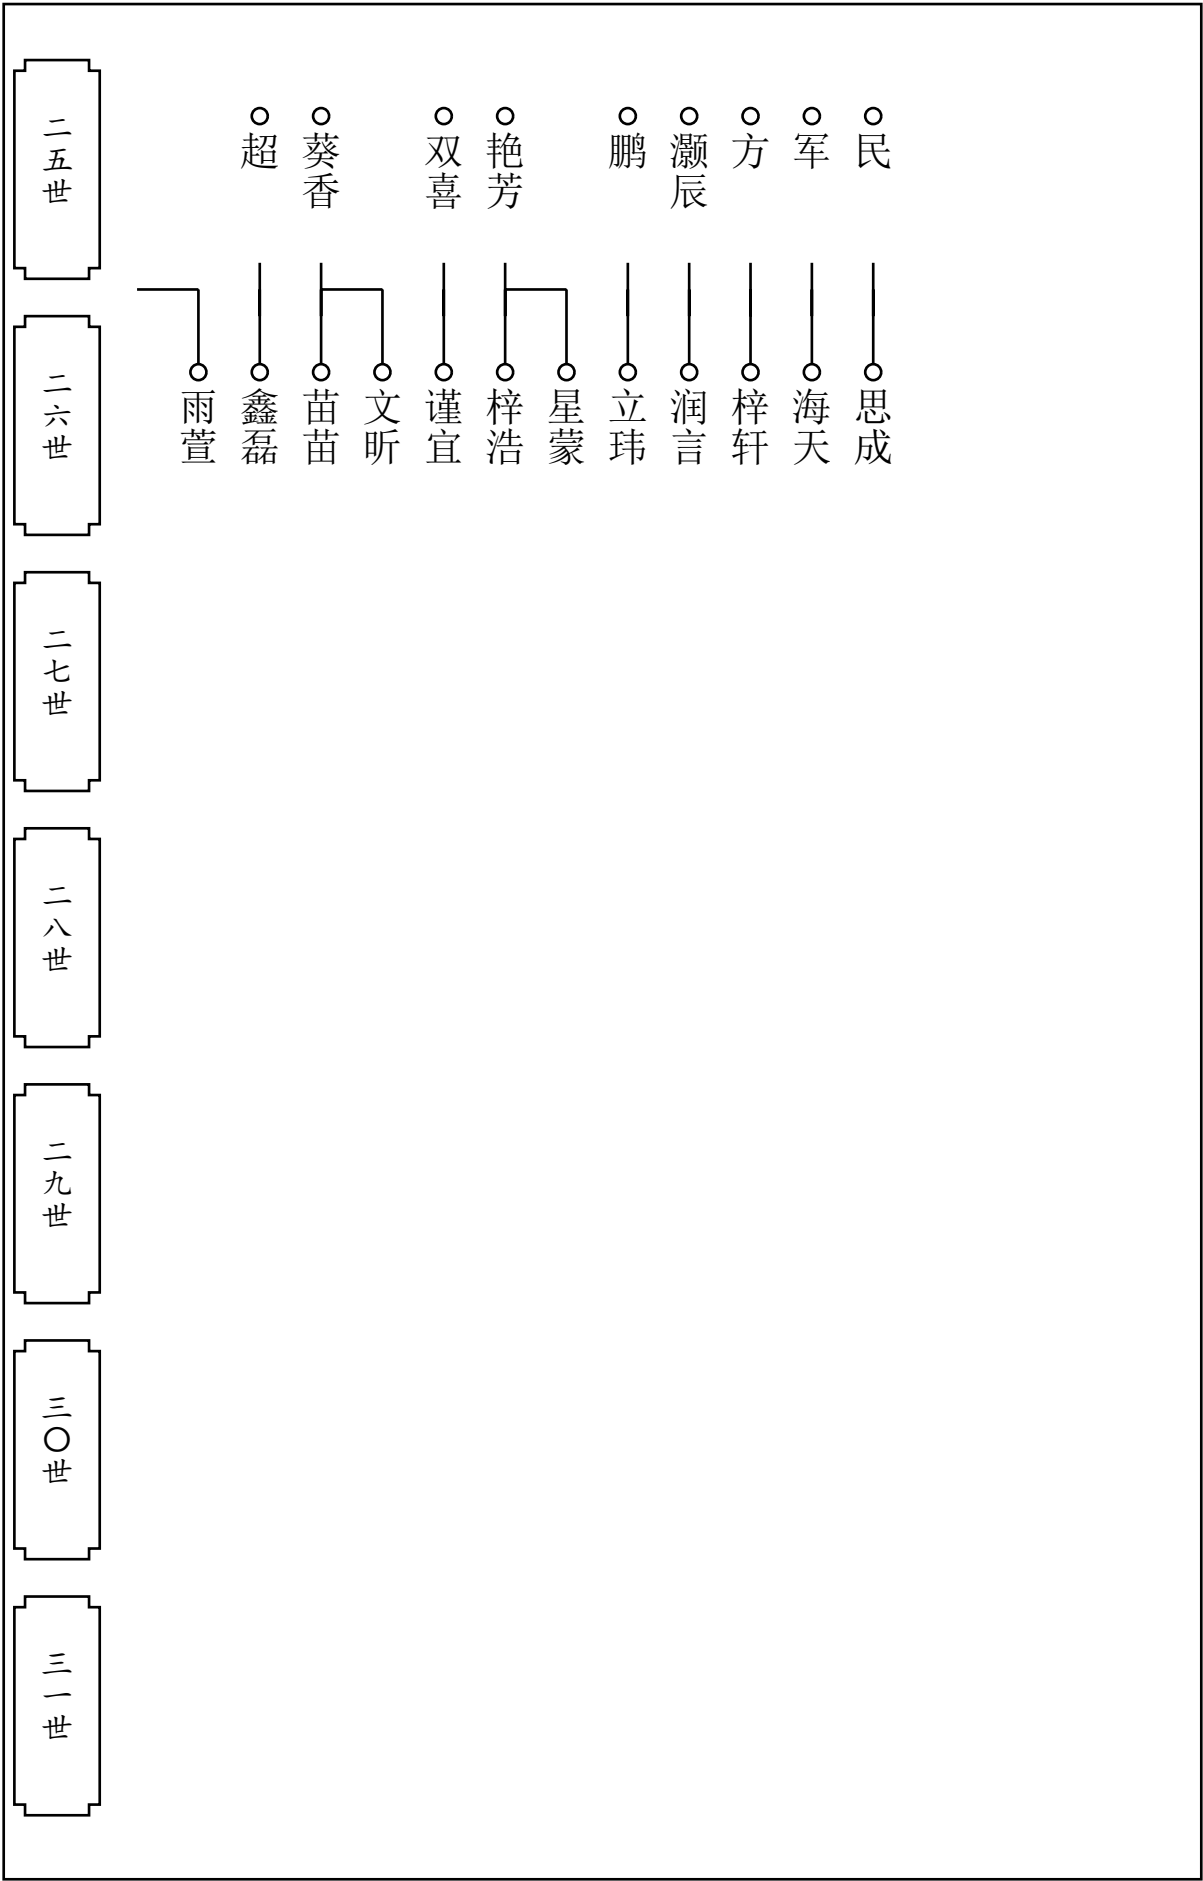 二五世
超
葵香
双喜
艳芳
鹏
灏辰
方
军
民
二六世
雨萱
鑫磊
苗苗
文昕
谨宜
梓浩
星蒙
立玮
润言
梓轩
海天
思成
二七世
二八世
二九世
三〇世
三一世